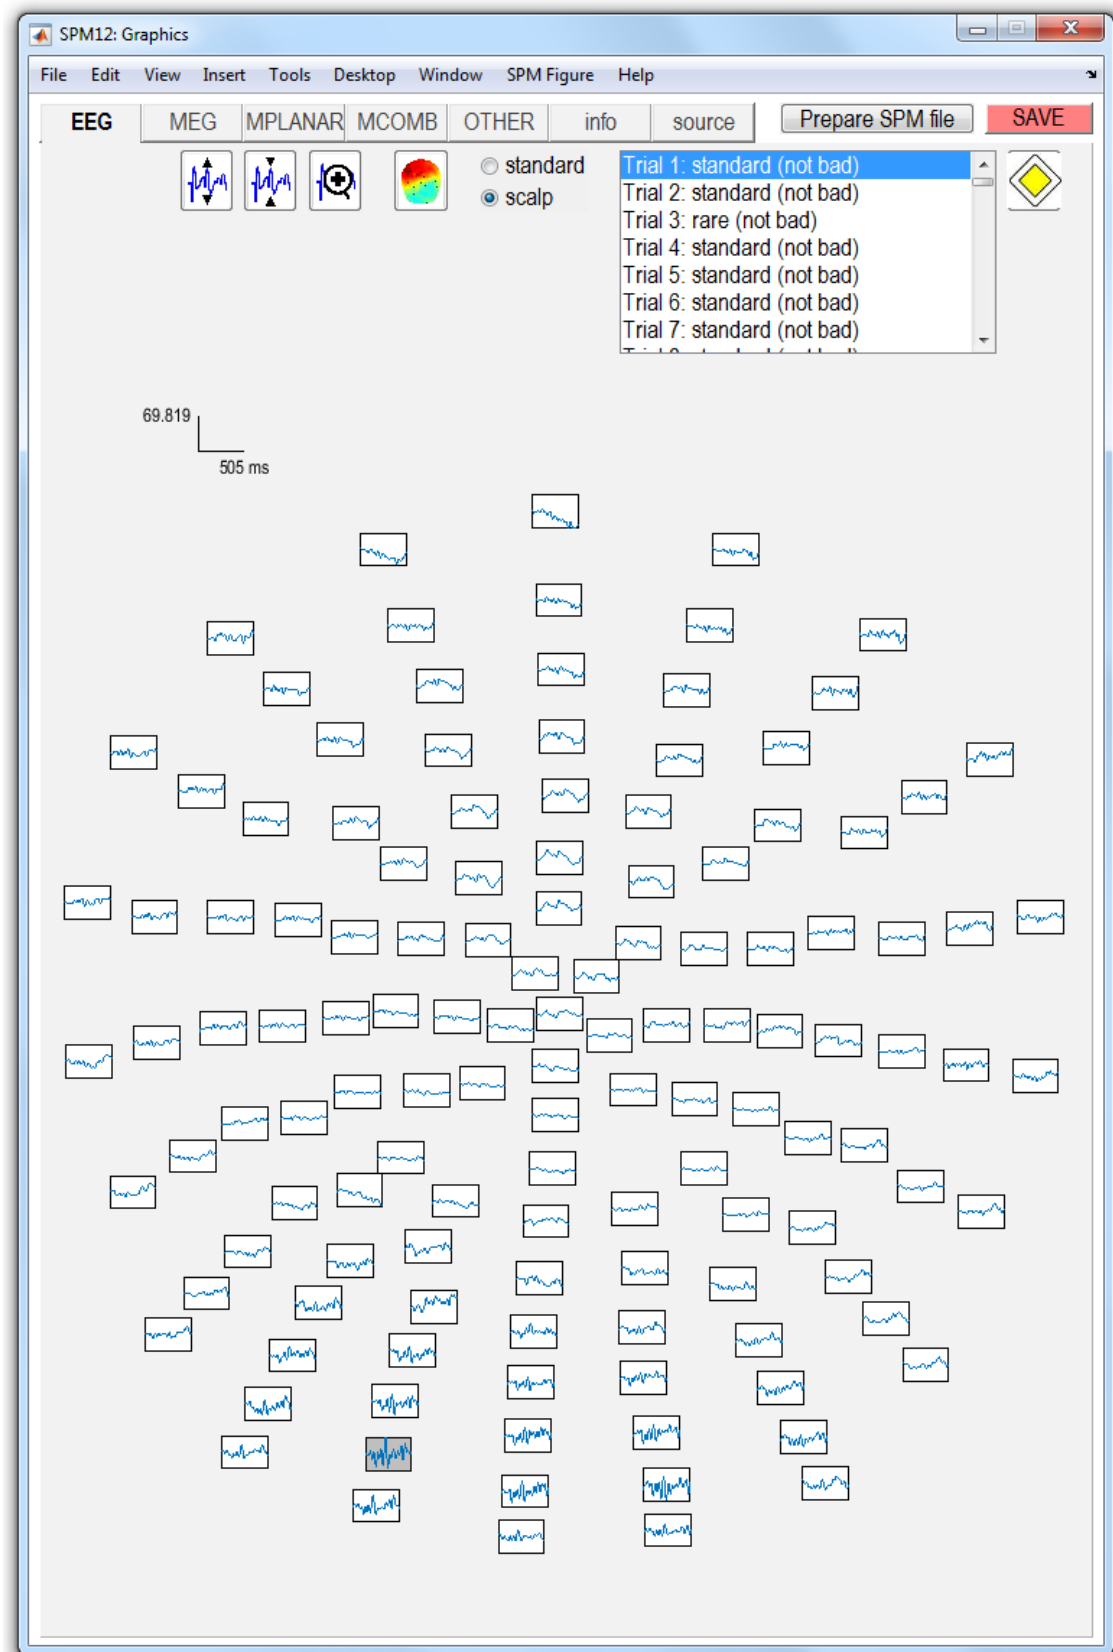 SPM12: Graphics
File Edit View Insert Tools Desktop Window SPM Figure Help
EEG MEG MPLANAR MCOMB OTHER info source Prepare SPM file SAVE
standard
scalp
Trial 1: standard (not bad)
Trial 2: standard (not bad)
Trial 3: rare (not bad)
Trial 4: standard (not bad)
Trial 5: standard (not bad)
Trial 6: standard (not bad)
Trial 7: standard (not bad)
69.819
505 ms